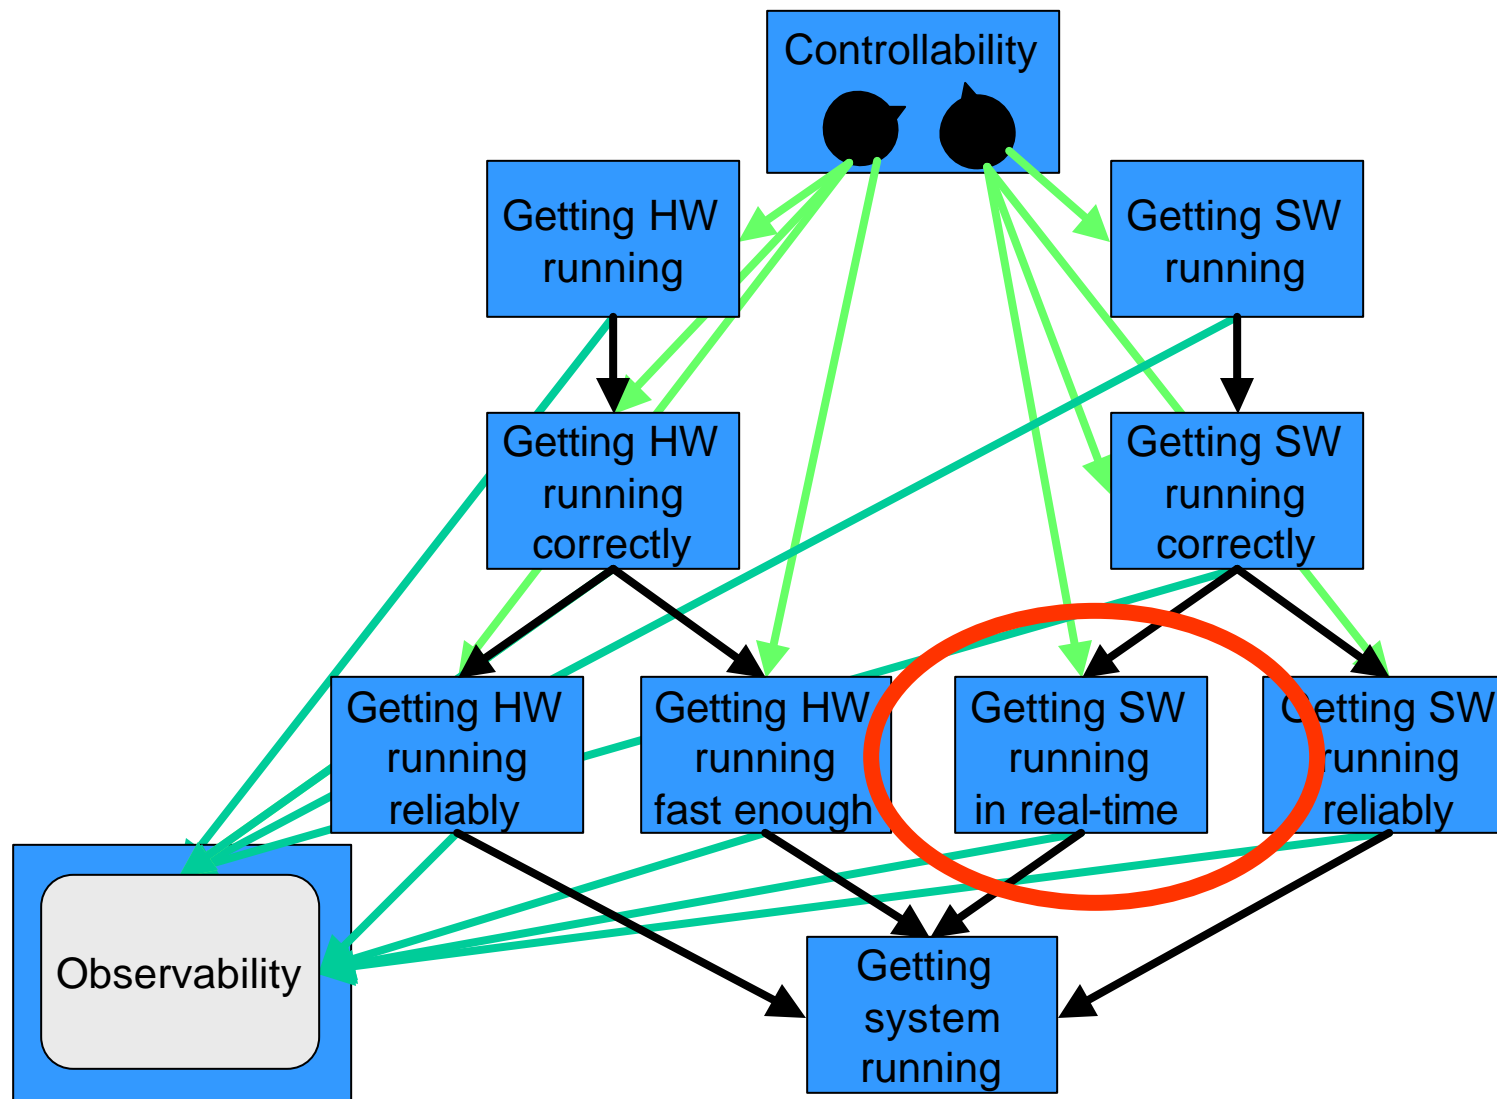 Controllability
Getting HW
running
Getting SW
running
Getting HW
running
correctly
Getting SW
running
correctly
Getting HW
running
reliably
Getting HW
running
fast enough
Getting SW
running
in real-time
Getting SW
running
reliably
Observability
Getting
system
running